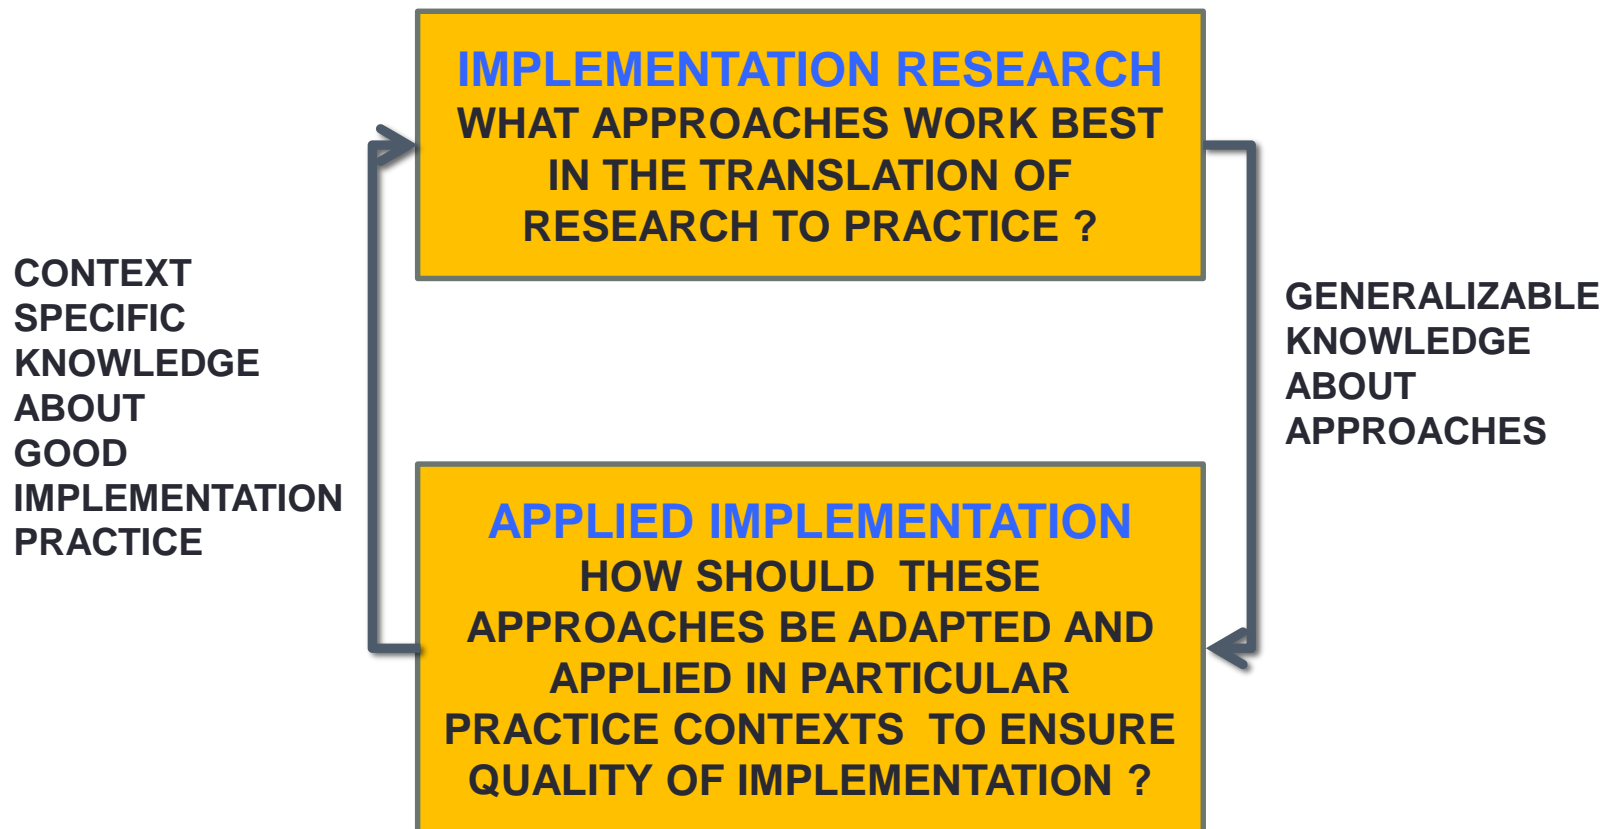 IMPLEMENTATION RESEARCH
WHAT APPROACHES WORK BEST
IN THE TRANSLATION OF
RESEARCH TO PRACTICE ?
CONTEXT
SPECIFIC
KNOWLEDGE
ABOUT
GOOD
IMPLEMENTATION
PRACTICE
GENERALIZABLE
KNOWLEDGE
ABOUT
APPROACHES
APPLIED IMPLEMENTATION
HOW SHOULD  THESE
APPROACHES BE ADAPTED AND
APPLIED IN PARTICULAR
PRACTICE CONTEXTS  TO ENSURE
QUALITY OF IMPLEMENTATION ?